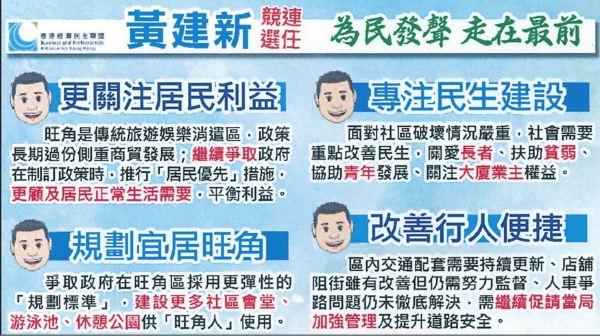 香港經濟民生聯盟
Business and Professionals
Alliance for Hong Kong
黃建新
競選
連任
為民發聲 走在最前
更關注居民利益
旺角是傳統旅遊娛樂消遣區，政策
長期過份側重商貿發展；繼續爭取政府
在制訂政策時，推行「居民優先」措施，
更顧及居民正常生活需要，平衡利益。
專注民生建設
面對社區破壞情況嚴重，社會需要
重點改善民生，關愛長者、扶助貧弱、
協助青年發展、關注大廈業主權益。
規劃宜居旺角
爭取政府在旺角區採用更彈性的
「規劃標準」，建設更多社區會堂、
游泳池、休憩公園供「旺角人」使用。
改善行人便捷
區內交通配套需要持續更新、店舖
阻街雖有改善但仍需努力監督、人車爭
路問題仍未徹底解決，需繼續促請當局
加強管理及提升道路安全。